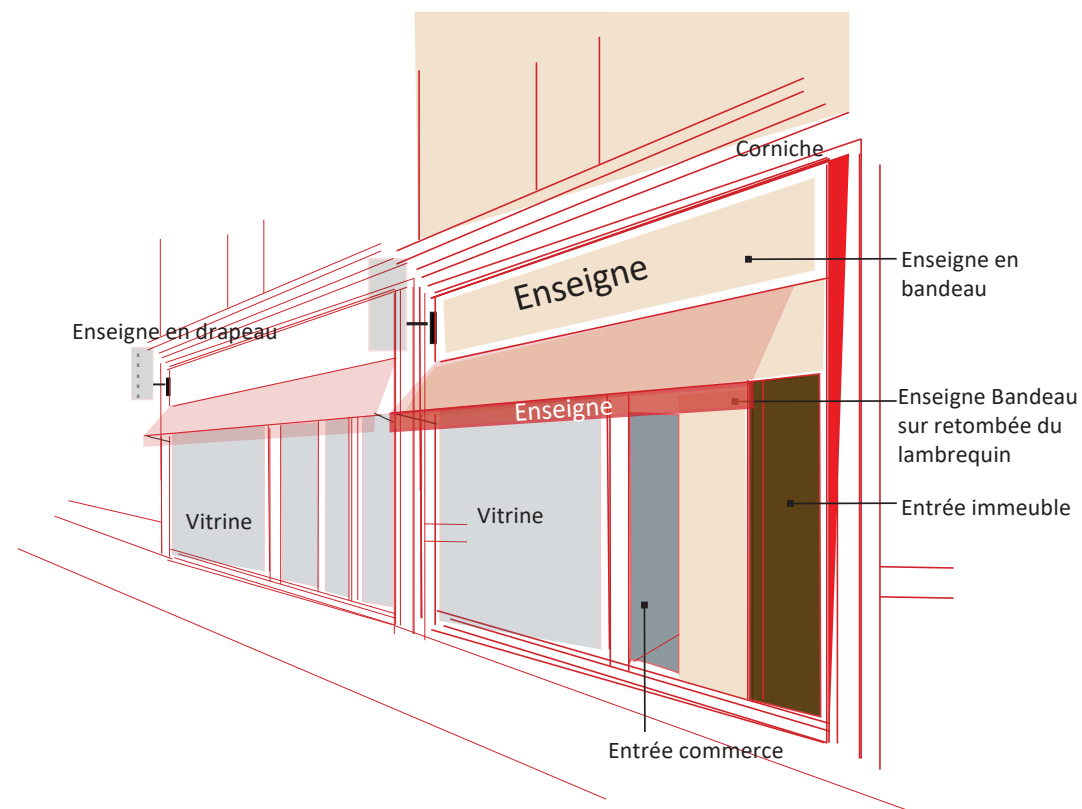 Corniche
Enseigne en
bandeau
Enseigne
Enseigne en drapeau
x
x
x
x
x
Enseigne
Enseigne Bandeau
sur retombée du
lambrequin
Entrée immeuble
Vitrine
Vitrine
Entrée commerce